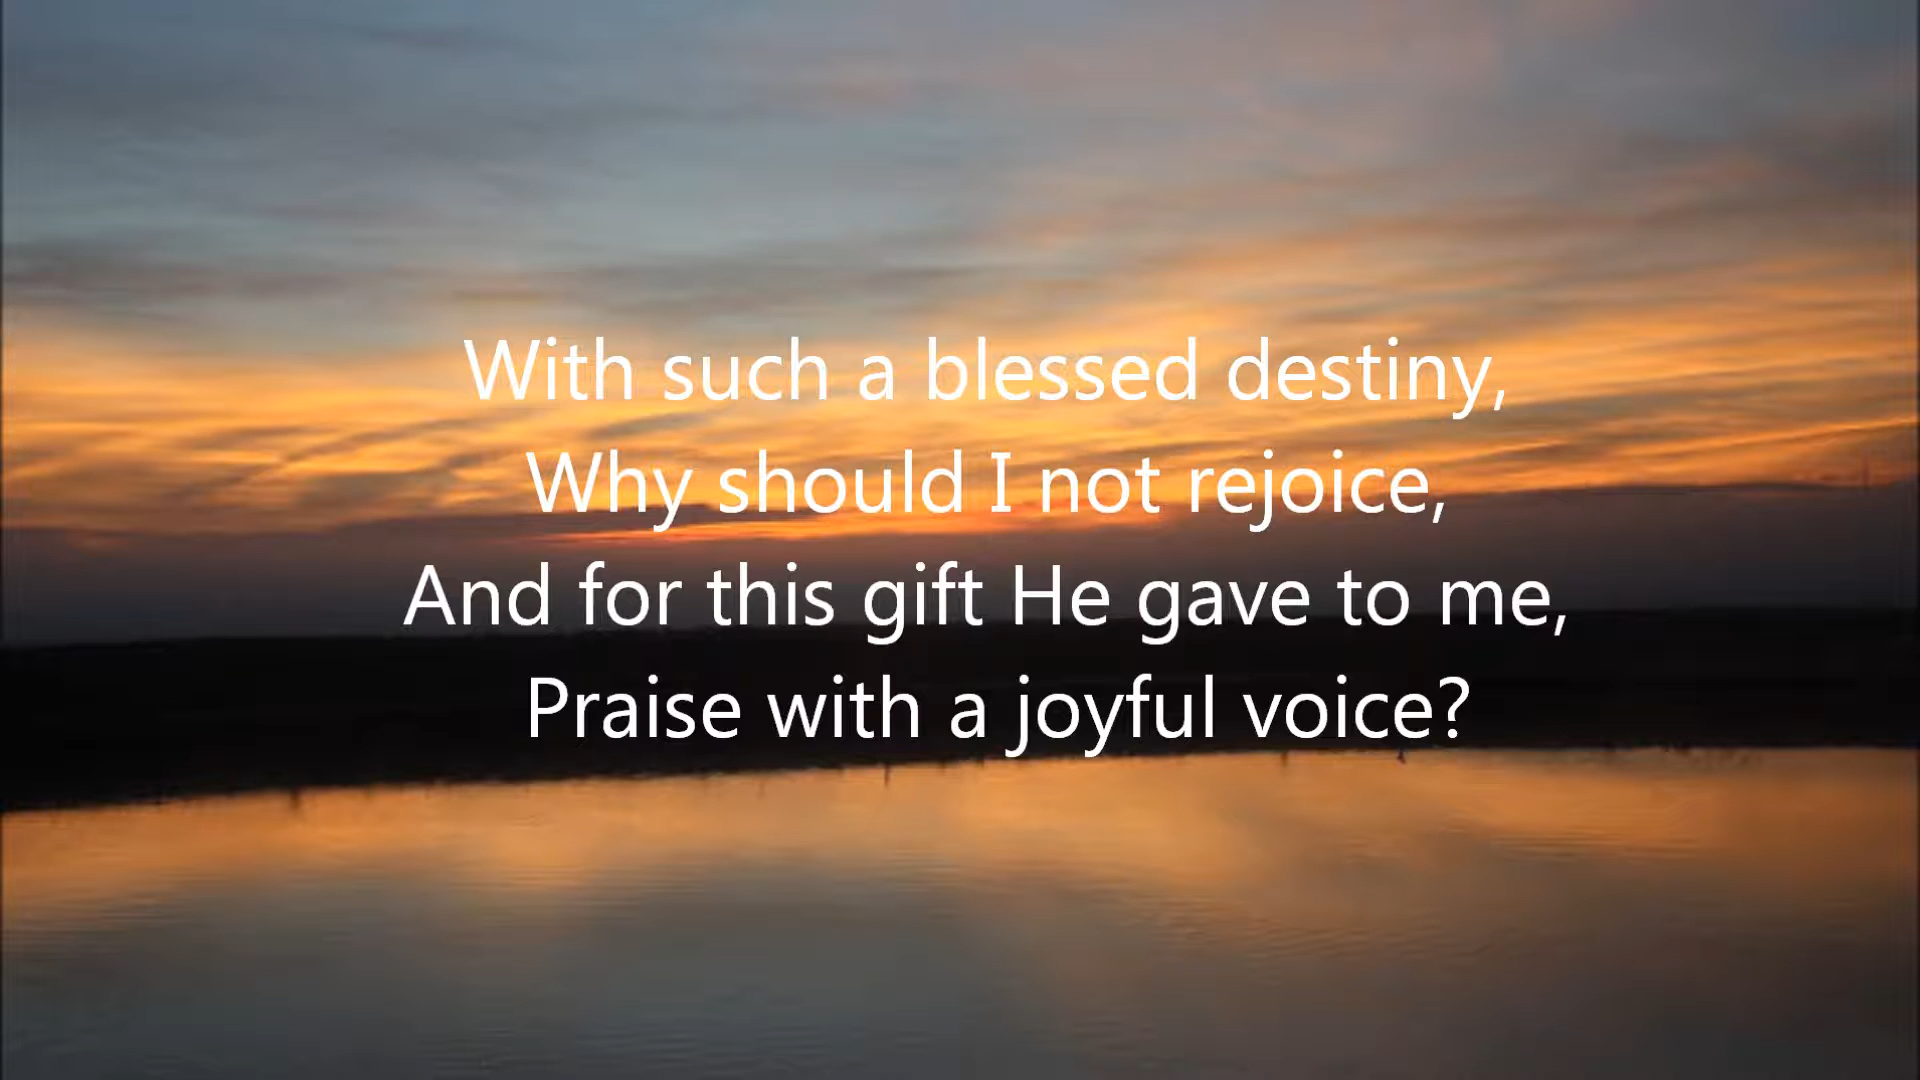 With such a blessed destiny,
Why should I not rejoice,
And for this gift He gave to me,
Praise with a joyful voice?